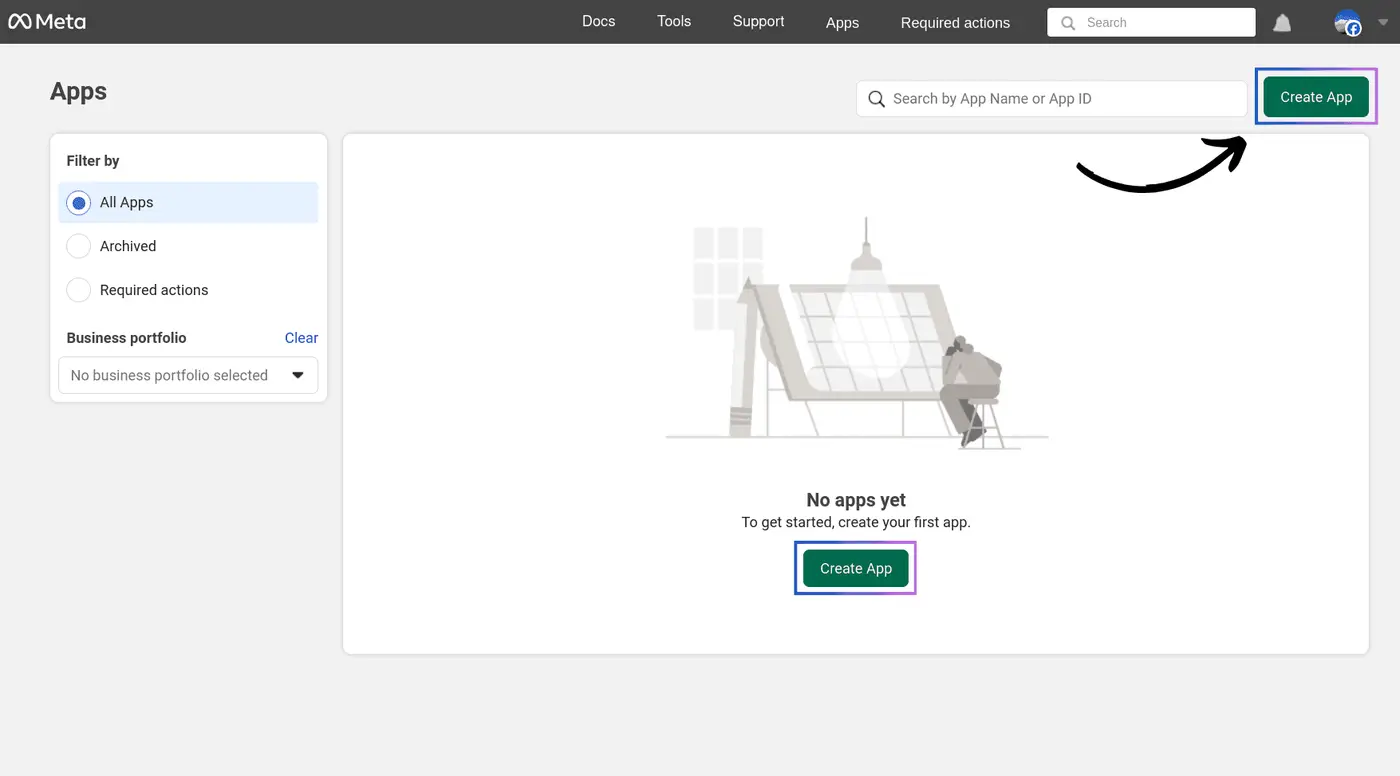 Meta Docs Tools Support Apps Required actions Search
Apps
Search by App Name or App ID
Create App
Filter by
All Apps
Archived
Required actions
Business portfolio Clear
No business portfolio selected
No apps yet
To get started, create your first app.
Create App